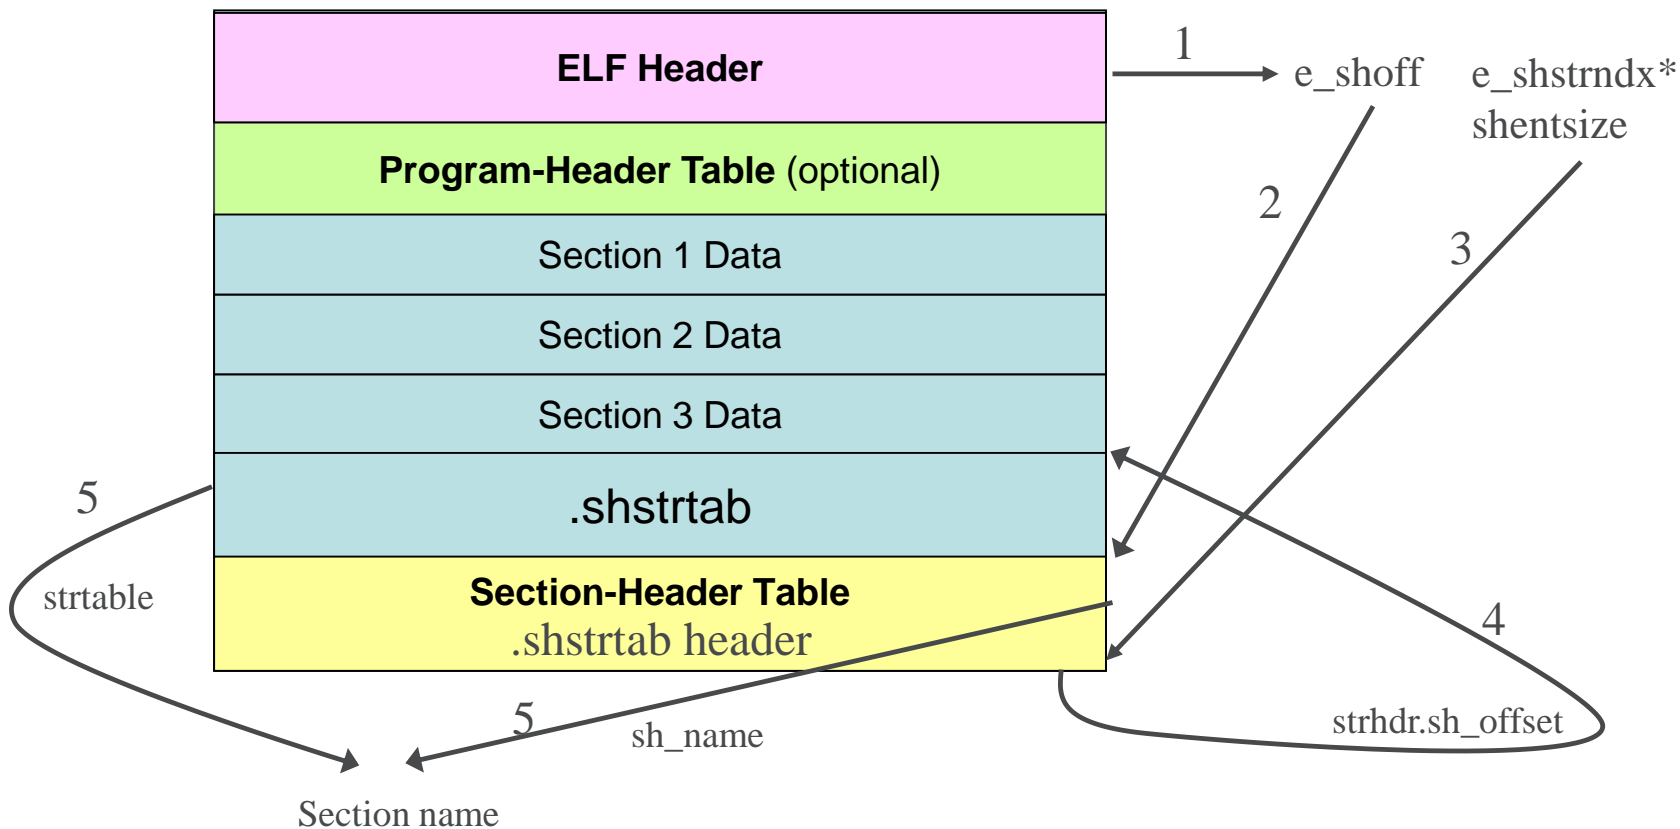 ELF Header
1
e_shoff
e_shstrndx*
shentsize
Program-Header Table (optional)
2
3
Section 1 Data
Section 2 Data
Section 3 Data
.shstrtab
5
strtable
Section-Header Table
.shstrtab header
4
5
sh_name
strhdr.sh_offset
Section name